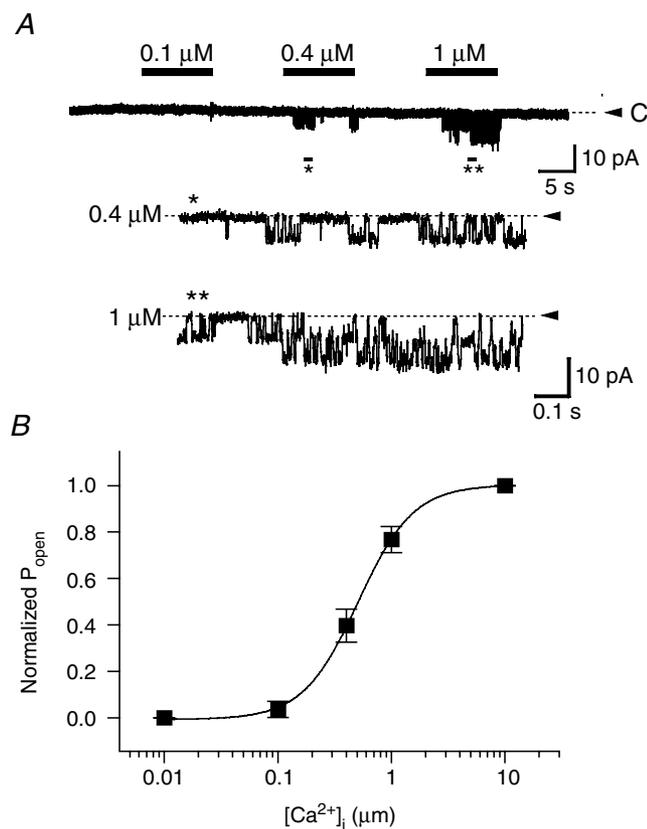 A
0.1 µM 0.4 µM 1 µM
C
* **
10 pA
5 s
*
0.4 µM
**
1 µM
10 pA
0.1 s
B
Normalized Popen
1.0
0.8
0.6
0.4
0.2
0.0
0.01 0.1 1 10
[Ca2+]i (µm)